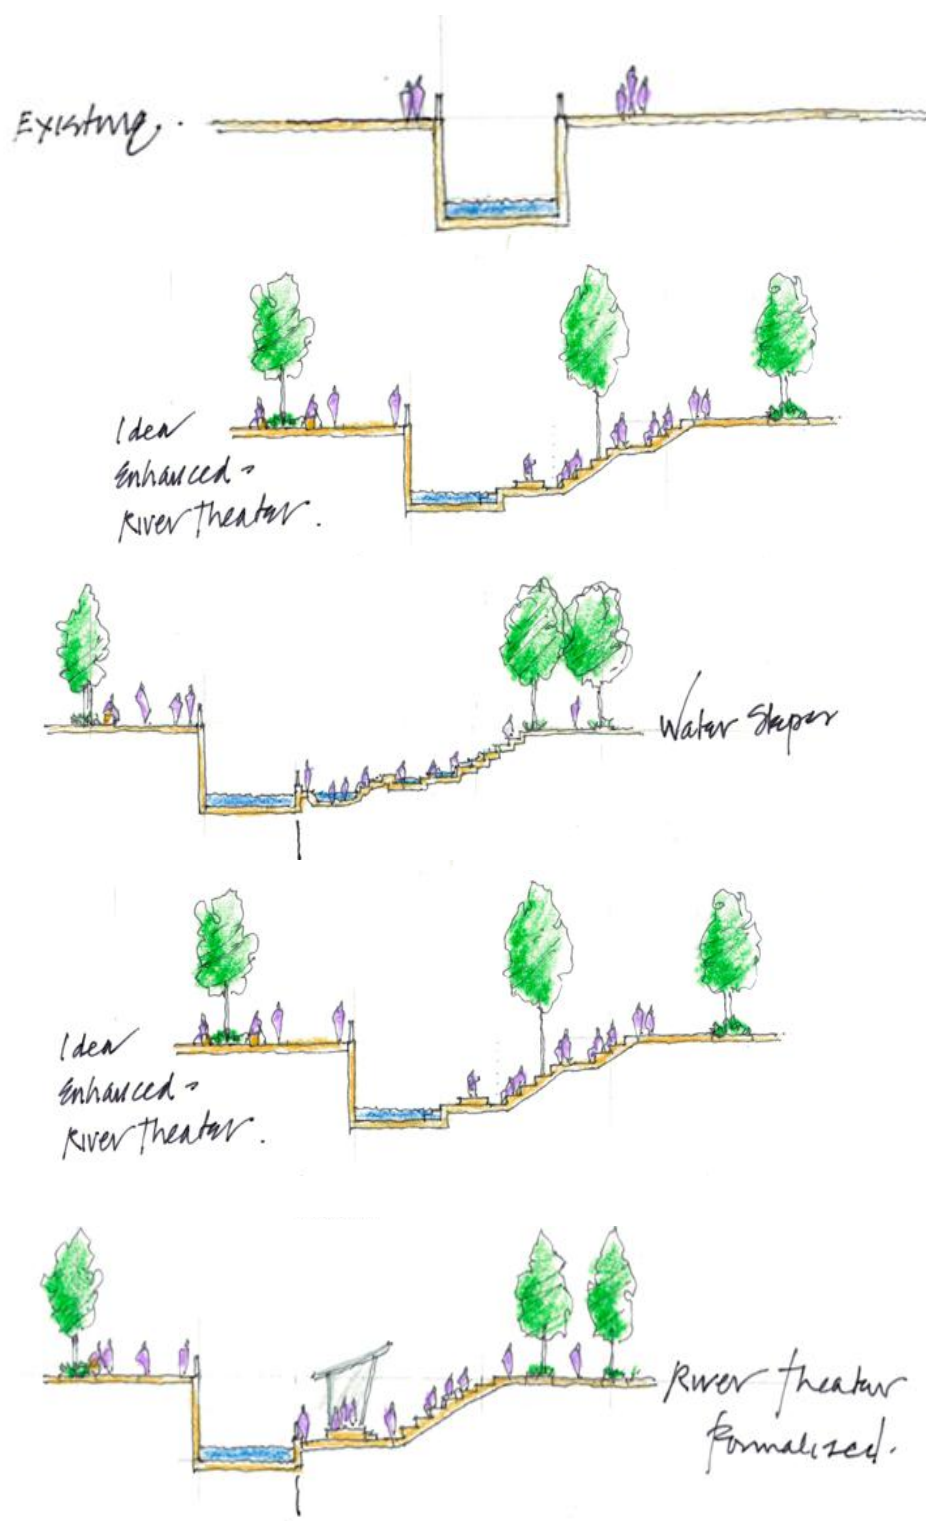 Existing.
Idea
Enhanced -
River Theater.
Water Steps
Idea
Enhanced -
River Theater.
River Theater
Formalized.